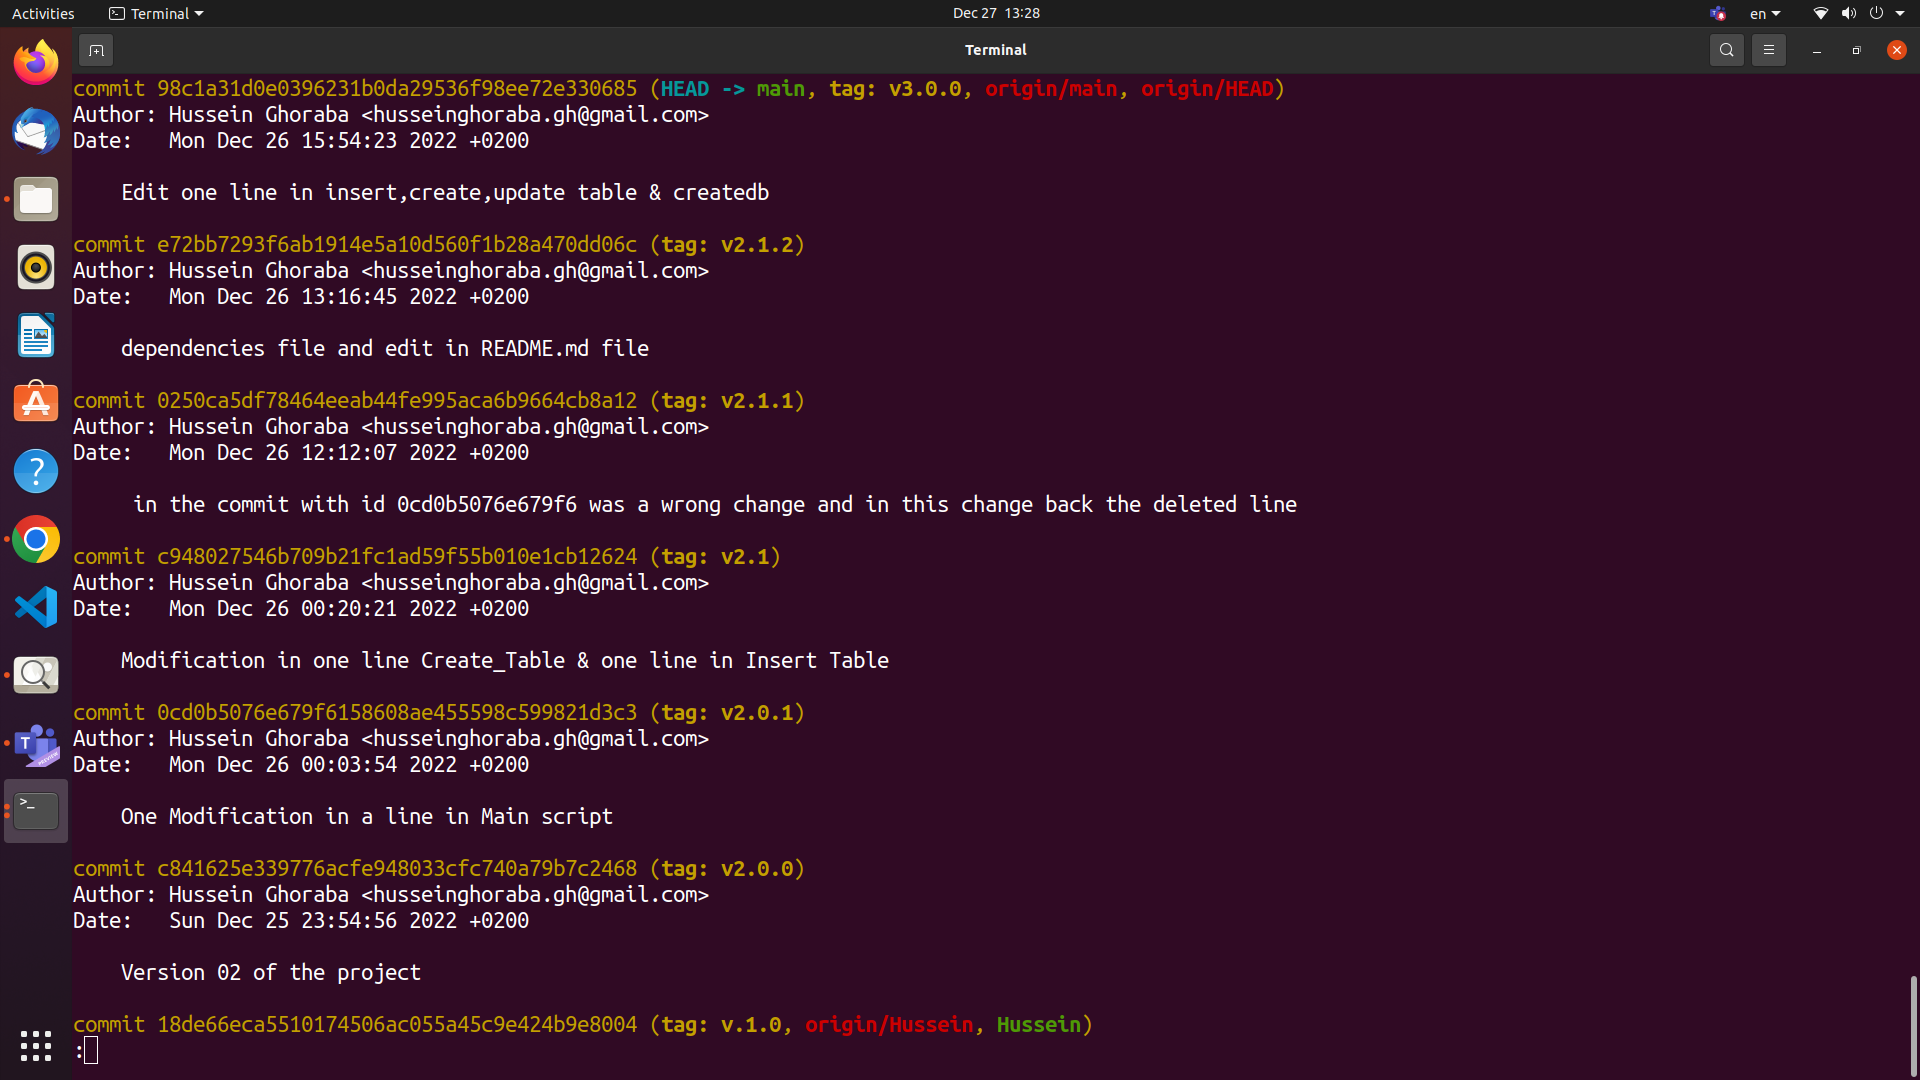 Activities Terminal Dec 27 13:28 en
Terminal
commit 98c1a31d0e0396231b0da29536f98ee72e330685 (HEAD -> main, tag: v3.0.0, origin/main, origin/HEAD)
Author: Hussein Ghoraba <husseinghoraba.gh@gmail.com>
Date:   Mon Dec 26 15:54:23 2022 +0200
    Edit one line in insert,create,update table & createdb
commit e72bb7293f6ab1914e5a10d560f1b28a470dd06c (tag: v2.1.2)
Author: Hussein Ghoraba <husseinghoraba.gh@gmail.com>
Date:   Mon Dec 26 13:16:45 2022 +0200
    dependencies file and edit in README.md file
commit 0250ca5df78464eeab44fe995aca6b9664cb8a12 (tag: v2.1.1)
Author: Hussein Ghoraba <husseinghoraba.gh@gmail.com>
Date:   Mon Dec 26 12:12:07 2022 +0200
     in the commit with id 0cd0b5076e679f6 was a wrong change and in this change back the deleted line
commit c948027546b709b21fc1ad59f55b010e1cb12624 (tag: v2.1)
Author: Hussein Ghoraba <husseinghoraba.gh@gmail.com>
Date:   Mon Dec 26 00:20:21 2022 +0200
    Modification in one line Create_Table & one line in Insert Table
commit 0cd0b5076e679f6158608ae455598c599821d3c3 (tag: v2.0.1)
Author: Hussein Ghoraba <husseinghoraba.gh@gmail.com>
Date:   Mon Dec 26 00:03:54 2022 +0200
    One Modification in a line in Main script
commit c841625e339776acfe948033cfc740a79b7c2468 (tag: v2.0.0)
Author: Hussein Ghoraba <husseinghoraba.gh@gmail.com>
Date:   Sun Dec 25 23:54:56 2022 +0200
    Version 02 of the project
commit 18de66eca5510174506ac055a45c9e424b9e8004 (tag: v.1.0, origin/Hussein, Hussein)
: